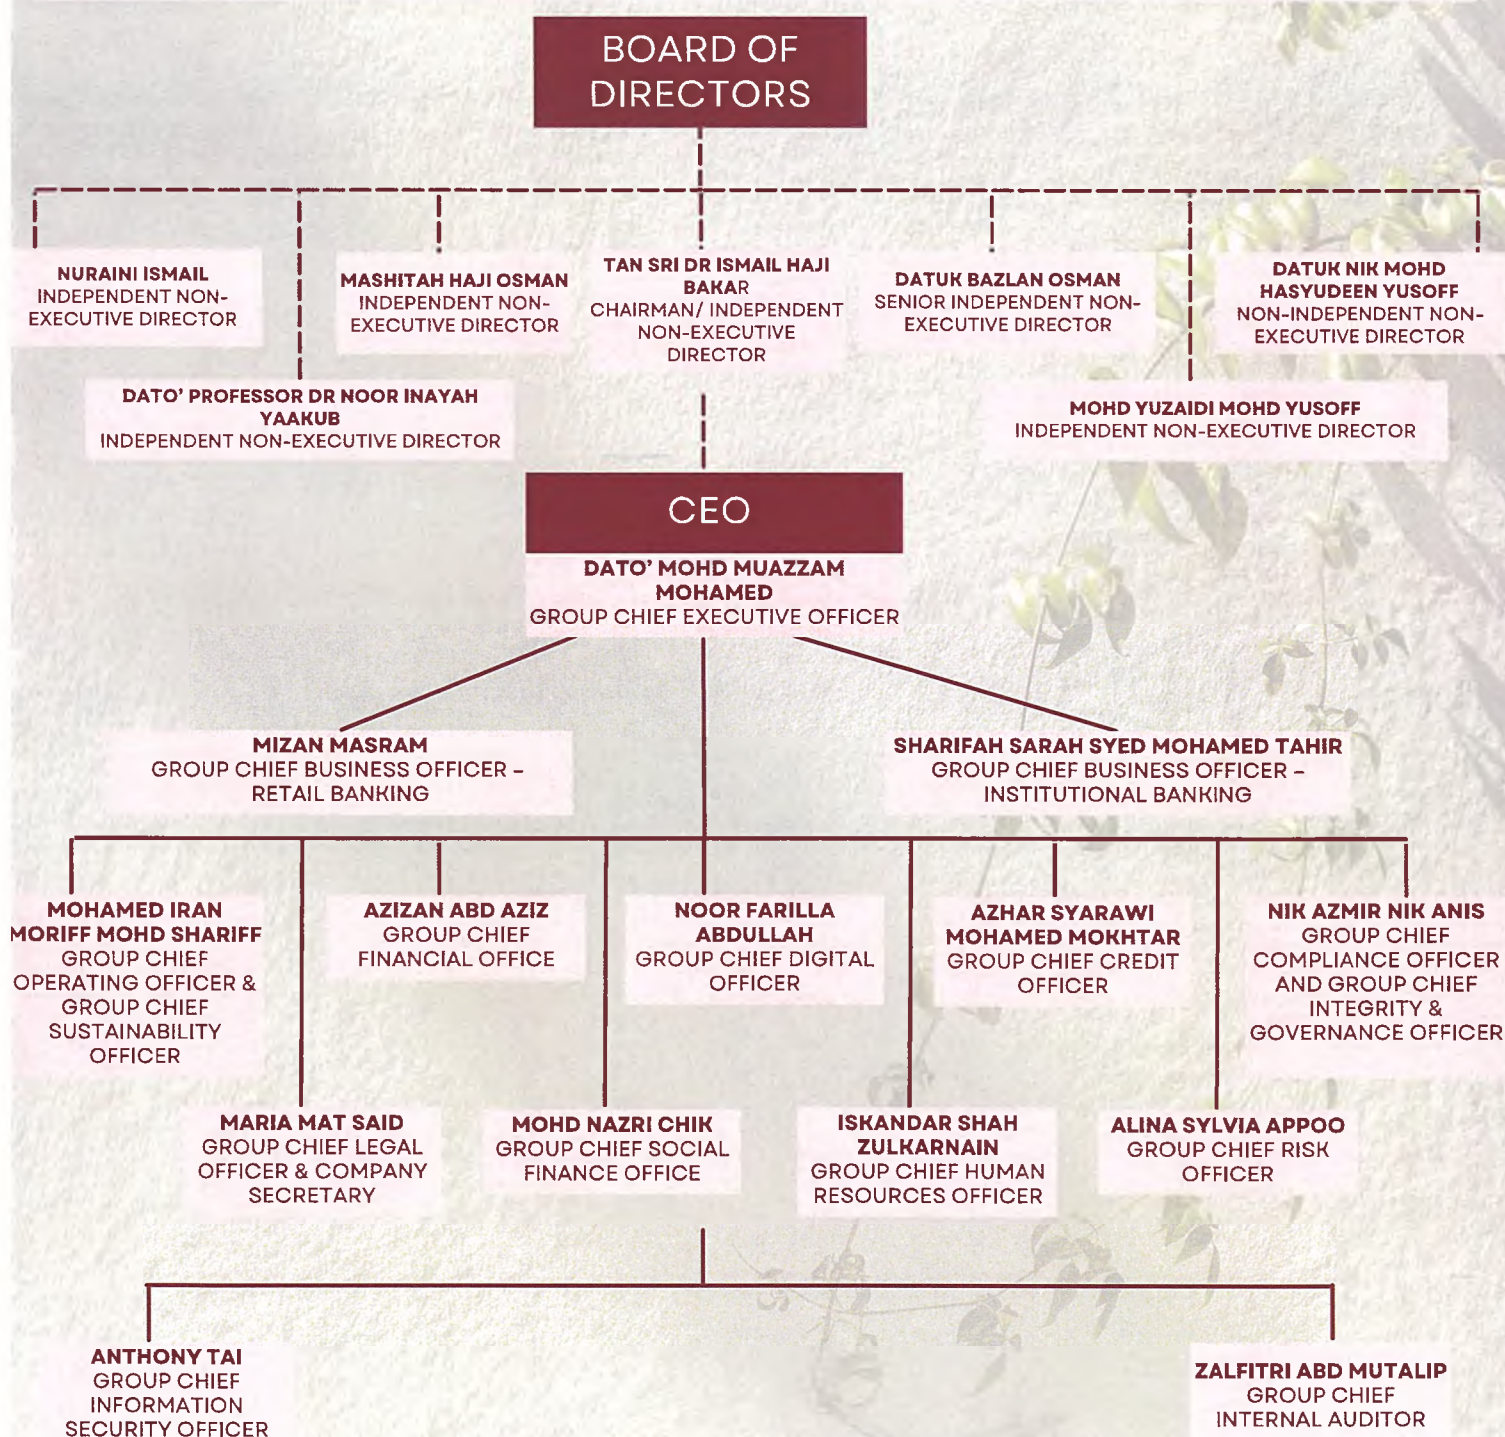 BOARD OF
DIRECTORS
NURAINI ISMAIL
INDEPENDENT NON-
EXECUTIVE DIRECTOR
MASHITAH HAJI OSMAN
INDEPENDENT NON-
EXECUTIVE DIRECTOR
TAN SRI DR ISMAIL HAJI
BAKAR
CHAIRMAN/ INDEPENDENT
NON-EXECUTIVE
DIRECTOR
DATUK BAZLAN OSMAN
SENIOR INDEPENDENT NON-
EXECUTIVE DIRECTOR
DATUK NIK MOHD
HASYUDEEN YUSOFF
NON-INDEPENDENT NON-
EXECUTIVE DIRECTOR
DATO' PROFESSOR DR NOOR INAYAH
YAAKUB
INDEPENDENT NON-EXECUTIVE DIRECTOR
MOHD YUZAIDI MOHD YUSOFF
INDEPENDENT NON-EXECUTIVE DIRECTOR
CEO
DATO' MOHD MUAZZAM
MOHAMED
GROUP CHIEF EXECUTIVE OFFICER
MIZAN MASRAM
GROUP CHIEF BUSINESS OFFICER –
RETAIL BANKING
SHARIFAH SARAH SYED MOHAMED TAHIR
GROUP CHIEF BUSINESS OFFICER –
INSTITUTIONAL BANKING
MOHAMED IRAN
MORIFF MOHD SHARIFF
GROUP CHIEF
OPERATING OFFICER &
GROUP CHIEF
SUSTAINABILITY
OFFICER
AZIZAN ABD AZIZ
GROUP CHIEF
FINANCIAL OFFICE
NOOR FARILLA
ABDULLAH
GROUP CHIEF DIGITAL
OFFICER
AZHAR SYARAWI
MOHAMED MOKHTAR
GROUP CHIEF CREDIT
OFFICER
NIK AZMIR NIK ANIS
GROUP CHIEF
COMPLIANCE OFFICER
AND GROUP CHIEF
INTEGRITY &
GOVERNANCE OFFICER
MARIA MAT SAID
GROUP CHIEF LEGAL
OFFICER & COMPANY
SECRETARY
MOHD NAZRI CHIK
GROUP CHIEF SOCIAL
FINANCE OFFICE
ISKANDAR SHAH
ZULKARNAIN
GROUP CHIEF HUMAN
RESOURCES OFFICER
ALINA SYLVIA APPOO
GROUP CHIEF RISK
OFFICER
ANTHONY TAI
GROUP CHIEF
INFORMATION
SECURITY OFFICER
ZALFITRI ABD MUTALIP
GROUP CHIEF
INTERNAL AUDITOR